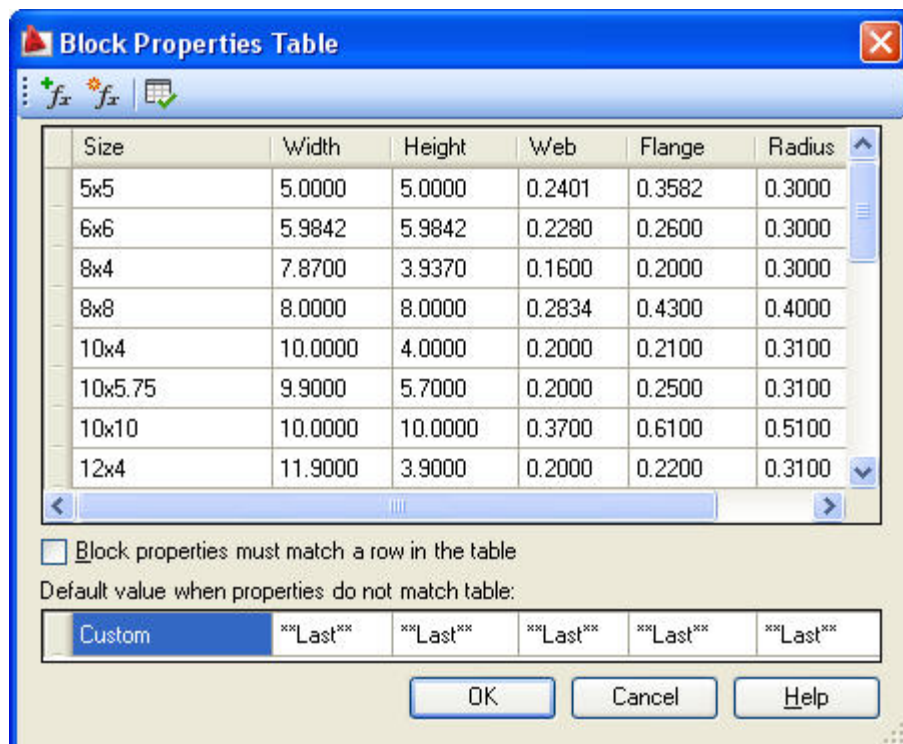 Block Properties Table
fx fx
Size Width Height Web Flange Radius
5x5 5.0000 5.0000 0.2401 0.3582 0.3000
6x6 5.9842 5.9842 0.2280 0.2600 0.3000
8x4 7.8700 3.9370 0.1600 0.2000 0.3000
8x8 8.0000 8.0000 0.2834 0.4300 0.4000
10x4 10.0000 4.0000 0.2000 0.2100 0.3100
10x5.75 9.9000 5.7000 0.2000 0.2500 0.3100
10x10 10.0000 10.0000 0.3700 0.6100 0.5100
12x4 11.9000 3.9000 0.2000 0.2200 0.3100
Block properties must match a row in the table
Default value when properties do not match table:
Custom **Last** **Last** **Last** **Last** **Last**
OK Cancel Help